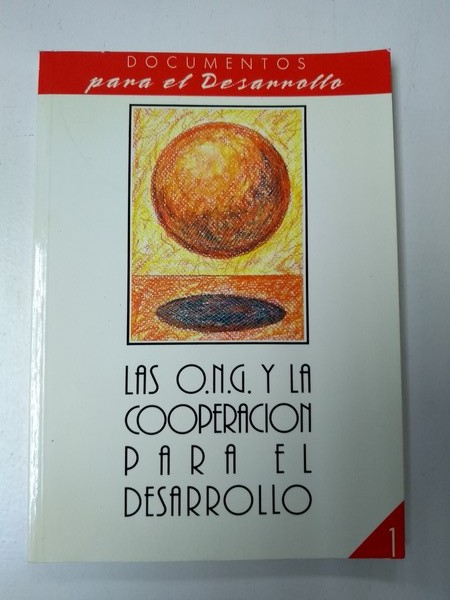 DOCUMENTOS
para el Desarrollo
LAS O.N.G. Y LA
COOPERACION
PARA EL
DESARROLLO
1